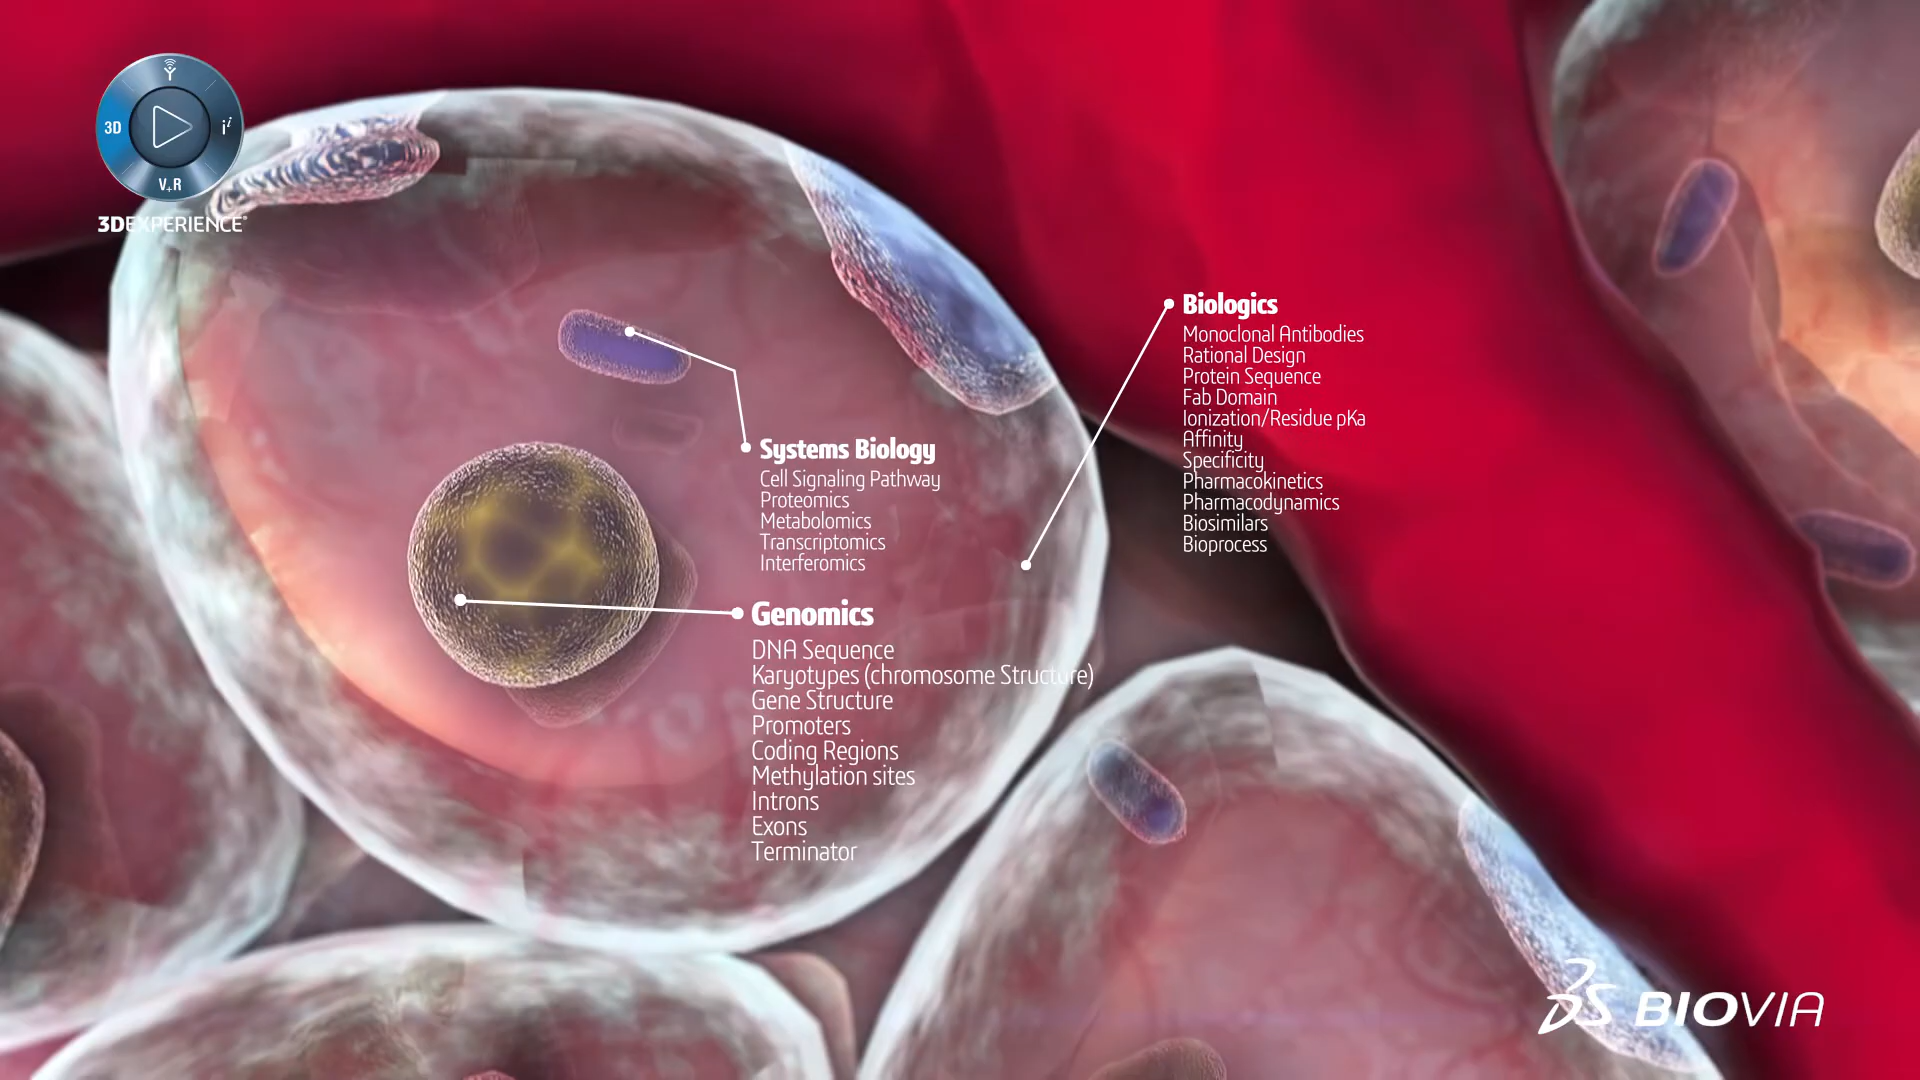 3D
i i
V+R
3DEXPERIENCE®
Biologics
Monoclonal Antibodies
Rational Design
Protein Sequence
Fab Domain
Ionization/Residue pKa
Affinity
Specificity
Pharmacokinetics
Pharmacodynamics
Biosimilars
Bioprocess
Systems Biology
Cell Signaling Pathway
Proteomics
Metabolomics
Transcriptomics
Interferomics
Genomics
DNA Sequence
Karyotypes (chromosome Structure)
Gene Structure
Promoters
Coding Regions
Methylation sites
Introns
Exons
Terminator
3DS BIOVIA